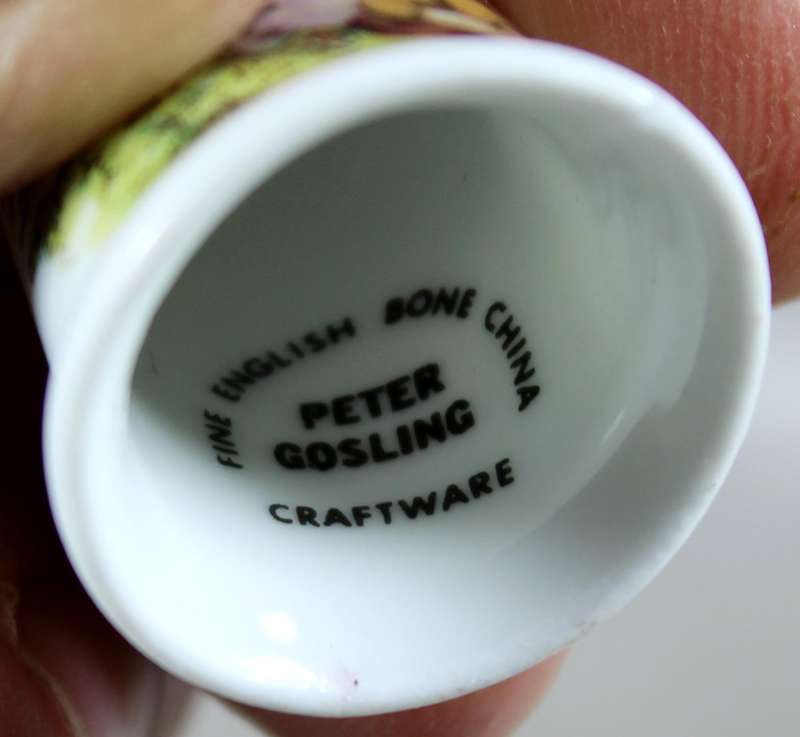 FINE ENGLISH BONE CHINA
PETER
GOSLING
CRAFTWARE